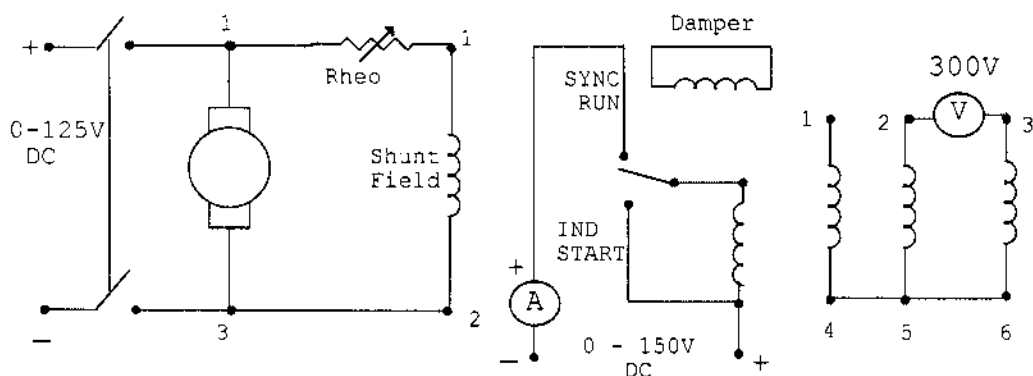 +
1
Rheo
1
0-125V
DC
Shunt
Field
−
3
2
Damper
SYNC
RUN
IND
START
+
A
−
0 - 150V
DC
+
300V
V
1
2
3
4
5
6